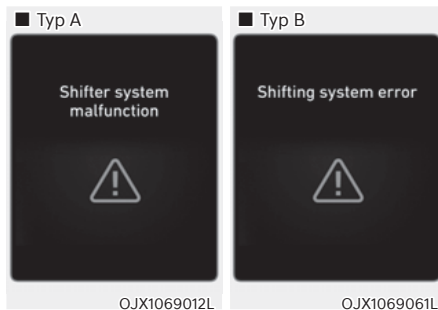 ■ Typ A
Shifter system
malfunction
OJX1069012L
■ Typ B
Shifting system error
OJX1069061L